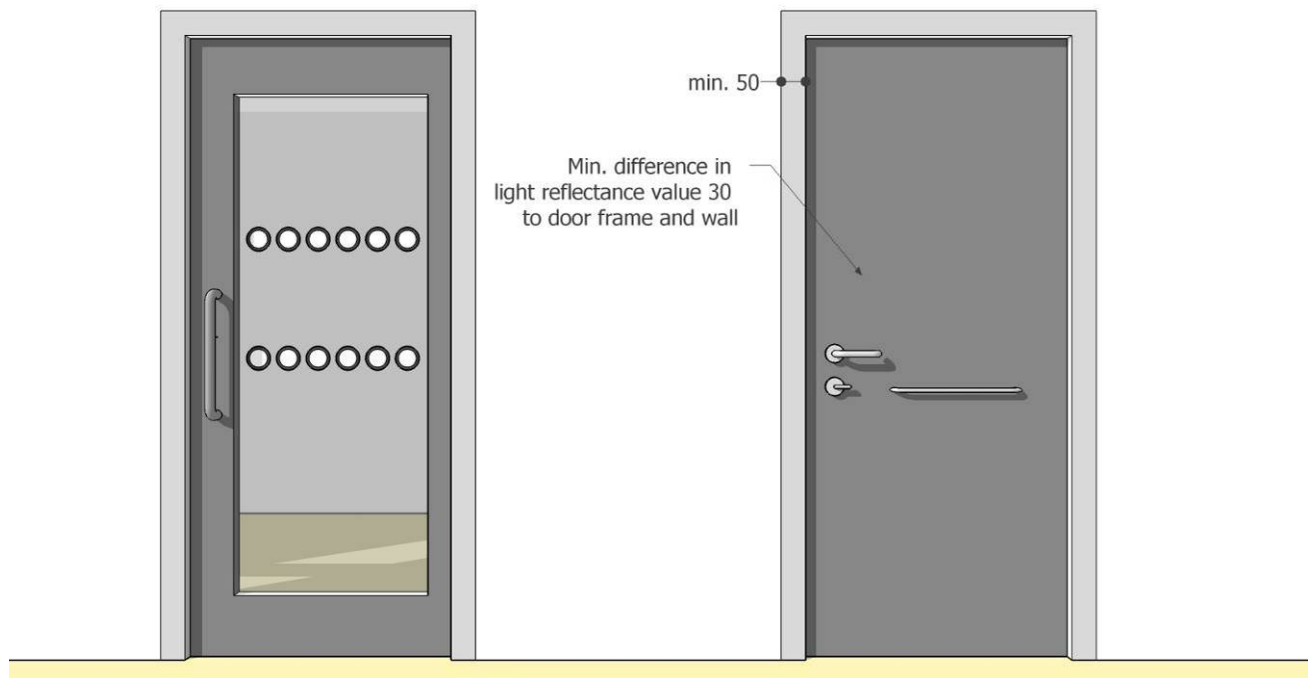 min. 50
Min. difference in
light reflectance value 30
to door frame and wall